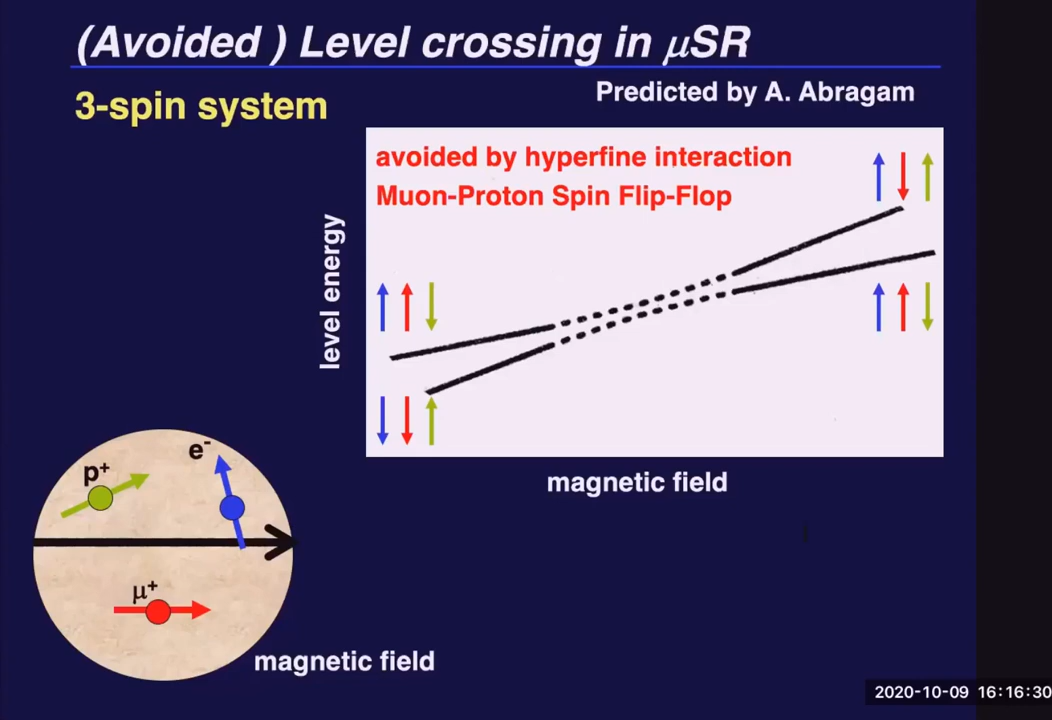 (Avoided ) Level crossing in μSR
3-spin system
Predicted by A. Abragam
avoided by hyperfine interaction
Muon-Proton Spin Flip-Flop
level energy
magnetic field
p+
e-
μ+
magnetic field
2020-10-09 16:16:30